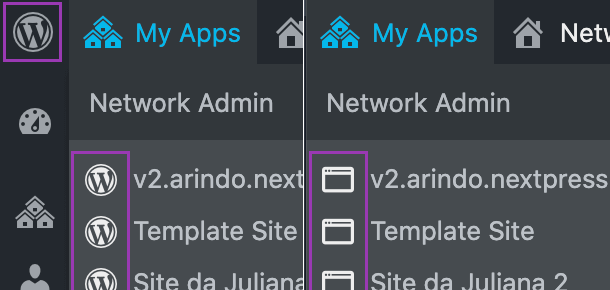 My Apps
Network Admin
v2.arindo.next
Template Site
Site da Juliana
My Apps
Netw
Network Admin
v2.arindo.nextpress
Template Site
Site da Juliana 2